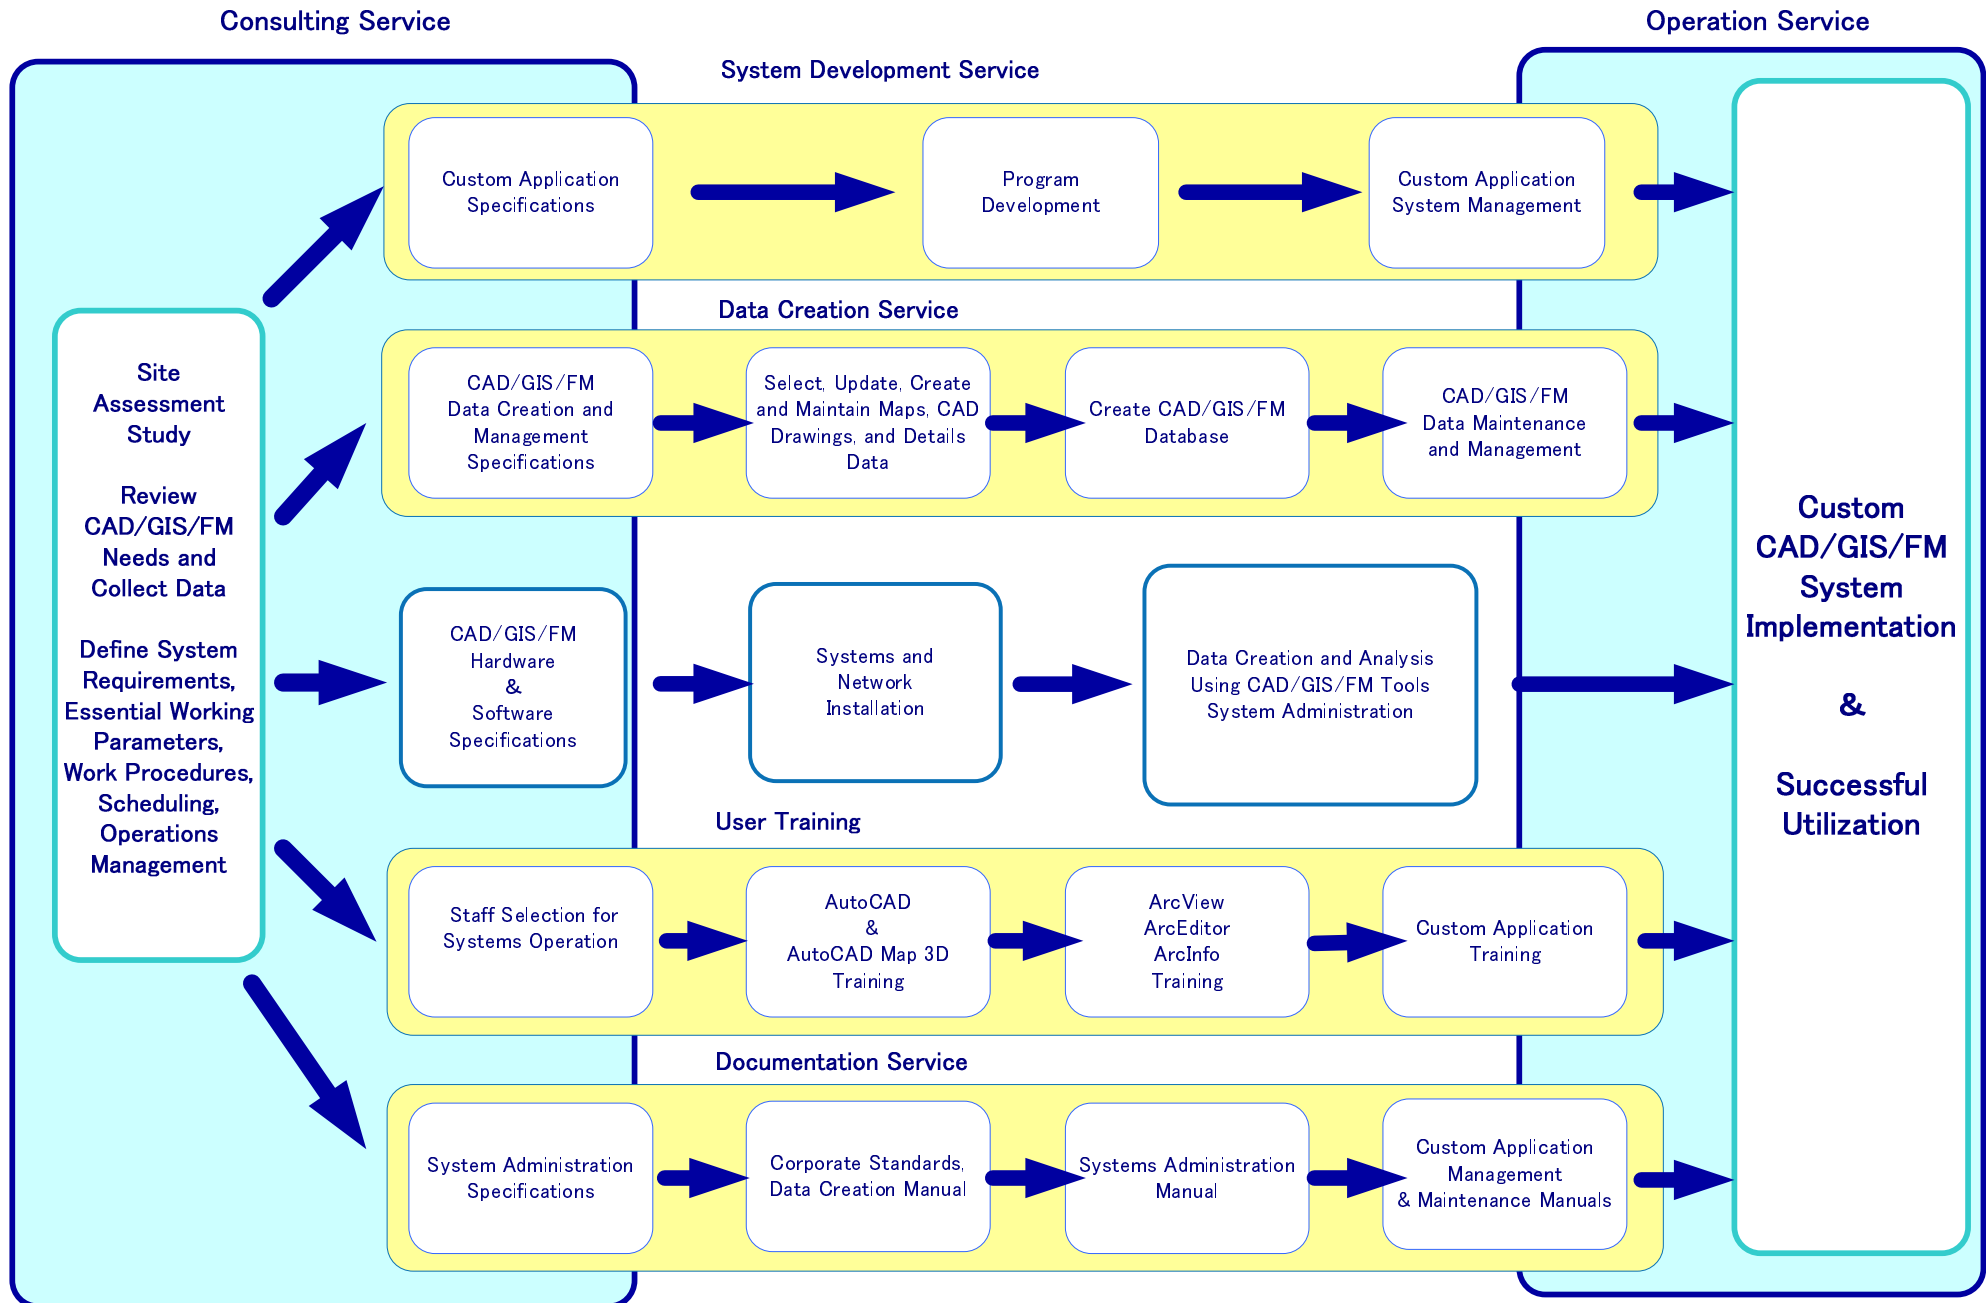 Consulting Service
Operation Service
System Development Service
Custom Application
Specifications
Program
Development
Custom Application
System Management
Data Creation Service
Site
Assessment
Study
Review
CAD/GIS/FM
Needs and
Collect Data
Define System
Requirements,
Essential Working
Parameters,
Work Procedures,
Scheduling,
Operations
Management
CAD/GIS/FM
Data Creation and
Management
Specifications
Select, Update, Create
and Maintain Maps, CAD
Drawings, and Details
Data
Create CAD/GIS/FM
Database
CAD/GIS/FM
Data Maintenance
and Management
CAD/GIS/FM
Hardware
&
Software
Specifications
Systems and
Network
Installation
Data Creation and Analysis
Using CAD/GIS/FM Tools
System Administration
Custom
CAD/GIS/FM
System
Implementation
&
Successful
Utilization
User Training
Staff Selection for
Systems Operation
AutoCAD
&
AutoCAD Map 3D
Training
ArcView
ArcEditor
ArcInfo
Training
Custom Application
Training
Documentation Service
System Administration
Specifications
Corporate Standards,
Data Creation Manual
Systems Administration
Manual
Custom Application
Management
& Maintenance Manuals